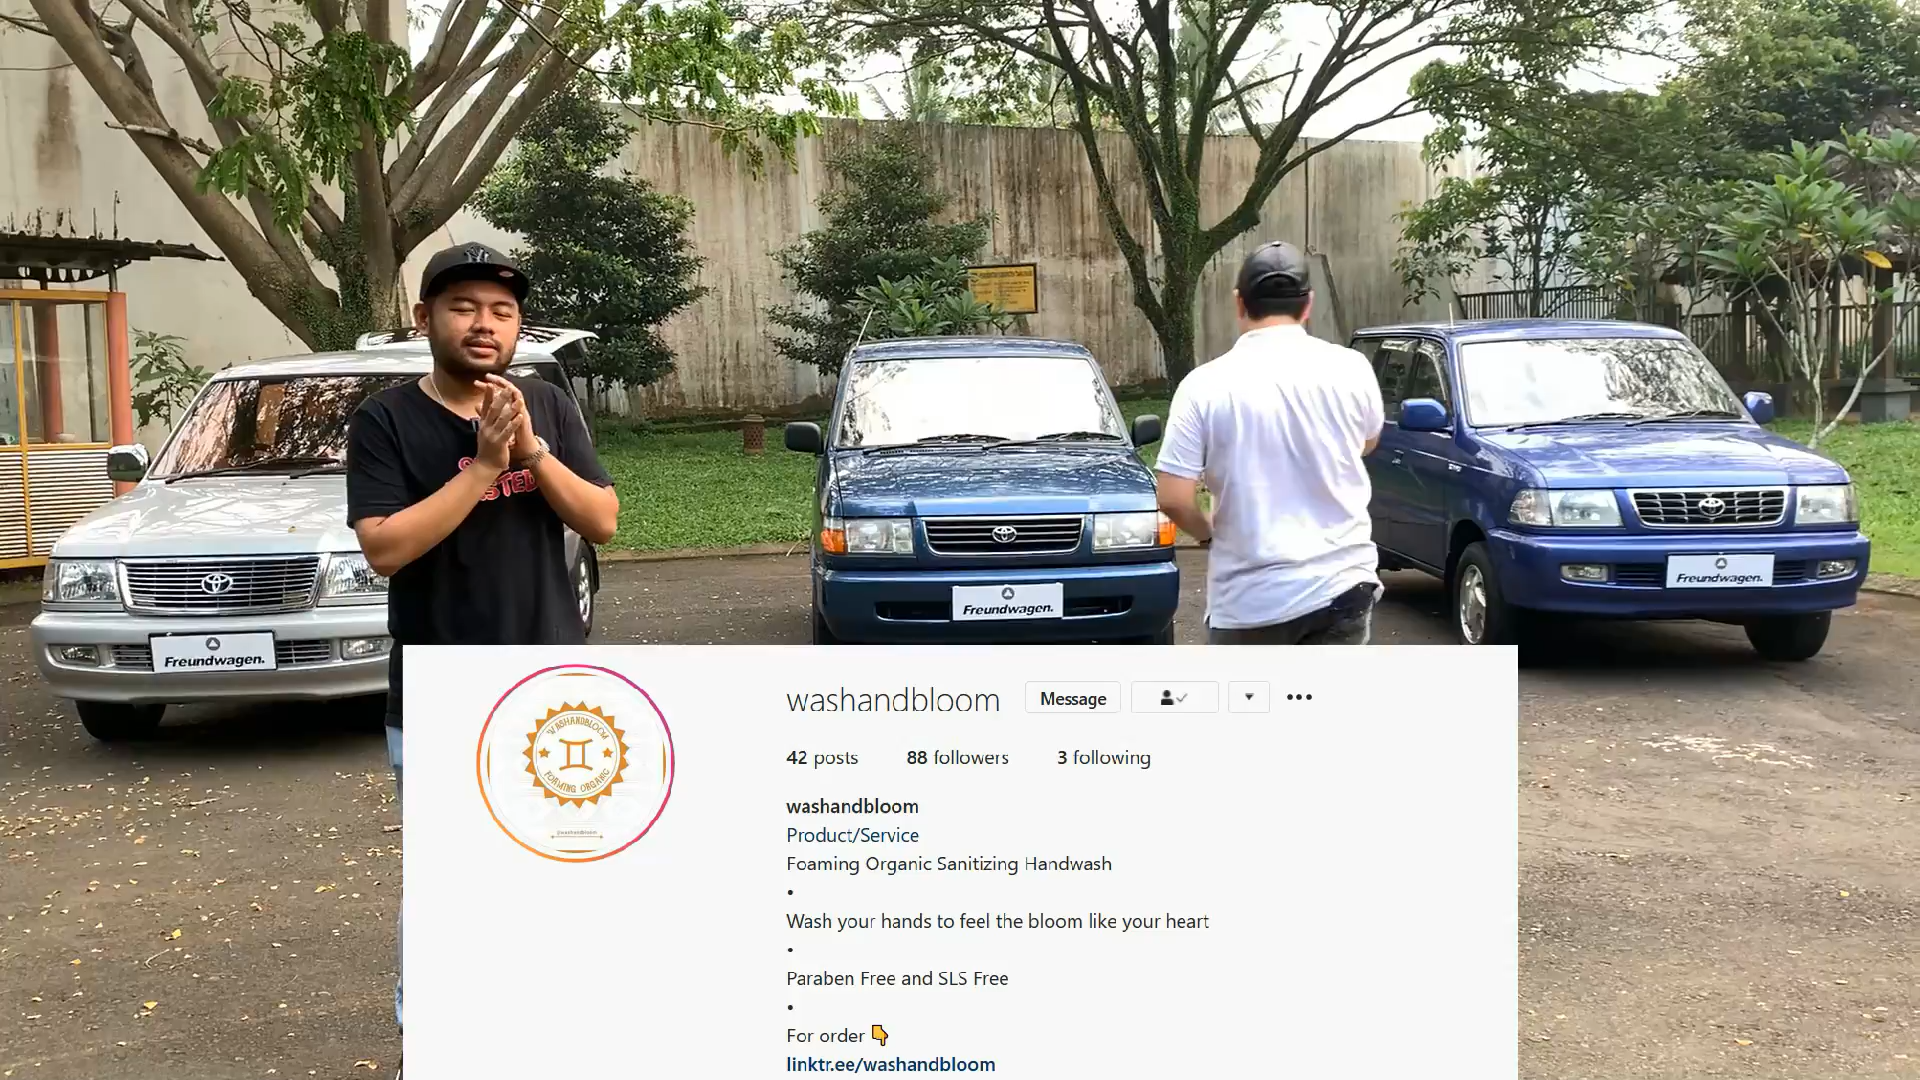 STED
Freundwagen.
Freundwagen.
Freundwagen.
WASHANDBLOOM
FOAMING ORGANIC
@washandbloom
washandbloom
Message
42 posts 88 followers 3 following
washandbloom
Product/Service
Foaming Organic Sanitizing Handwash
•
Wash your hands to feel the bloom like your heart
•
Paraben Free and SLS Free
•
For order 👇
linktr.ee/washandbloom